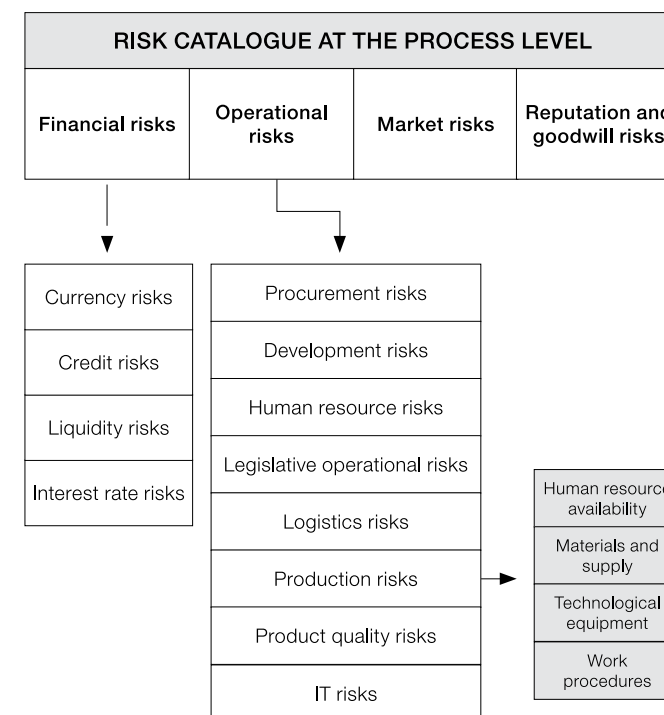 RISK CATALOGUE AT THE PROCESS LEVEL
Financial risks
Operational
risks
Market risks
Reputation and
goodwill risks
Currency risks
Credit risks
Liquidity risks
Interest rate risks
Procurement risks
Development risks
Human resource risks
Legislative operational risks
Logistics risks
Production risks
Product quality risks
IT risks
Human resource
availability
Materials and
supply
Technological
equipment
Work
procedures